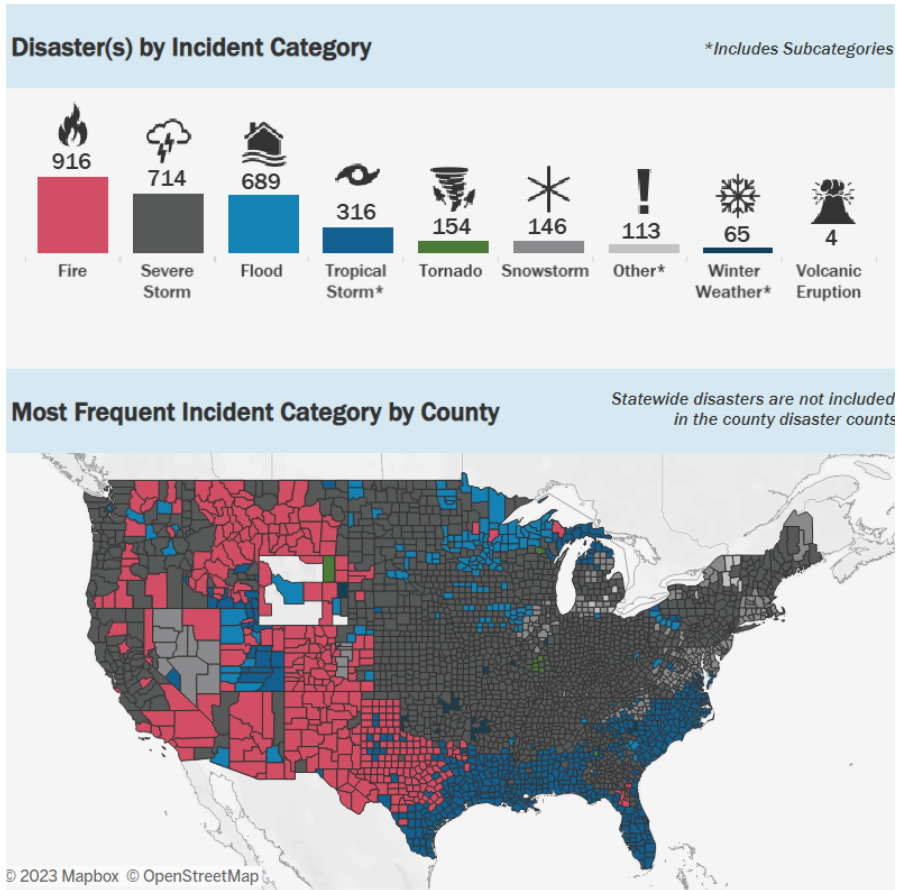 Disaster(s) by Incident Category
*Includes Subcategories
916
714
689
316
154
146
113
65
4
Fire
Severe
Storm
Flood
Tropical
Storm*
Tornado
Snowstorm
Other*
Winter
Weather*
Volcanic
Eruption
Most Frequent Incident Category by County
Statewide disasters are not included
in the county disaster counts
© 2023 Mapbox © OpenStreetMap